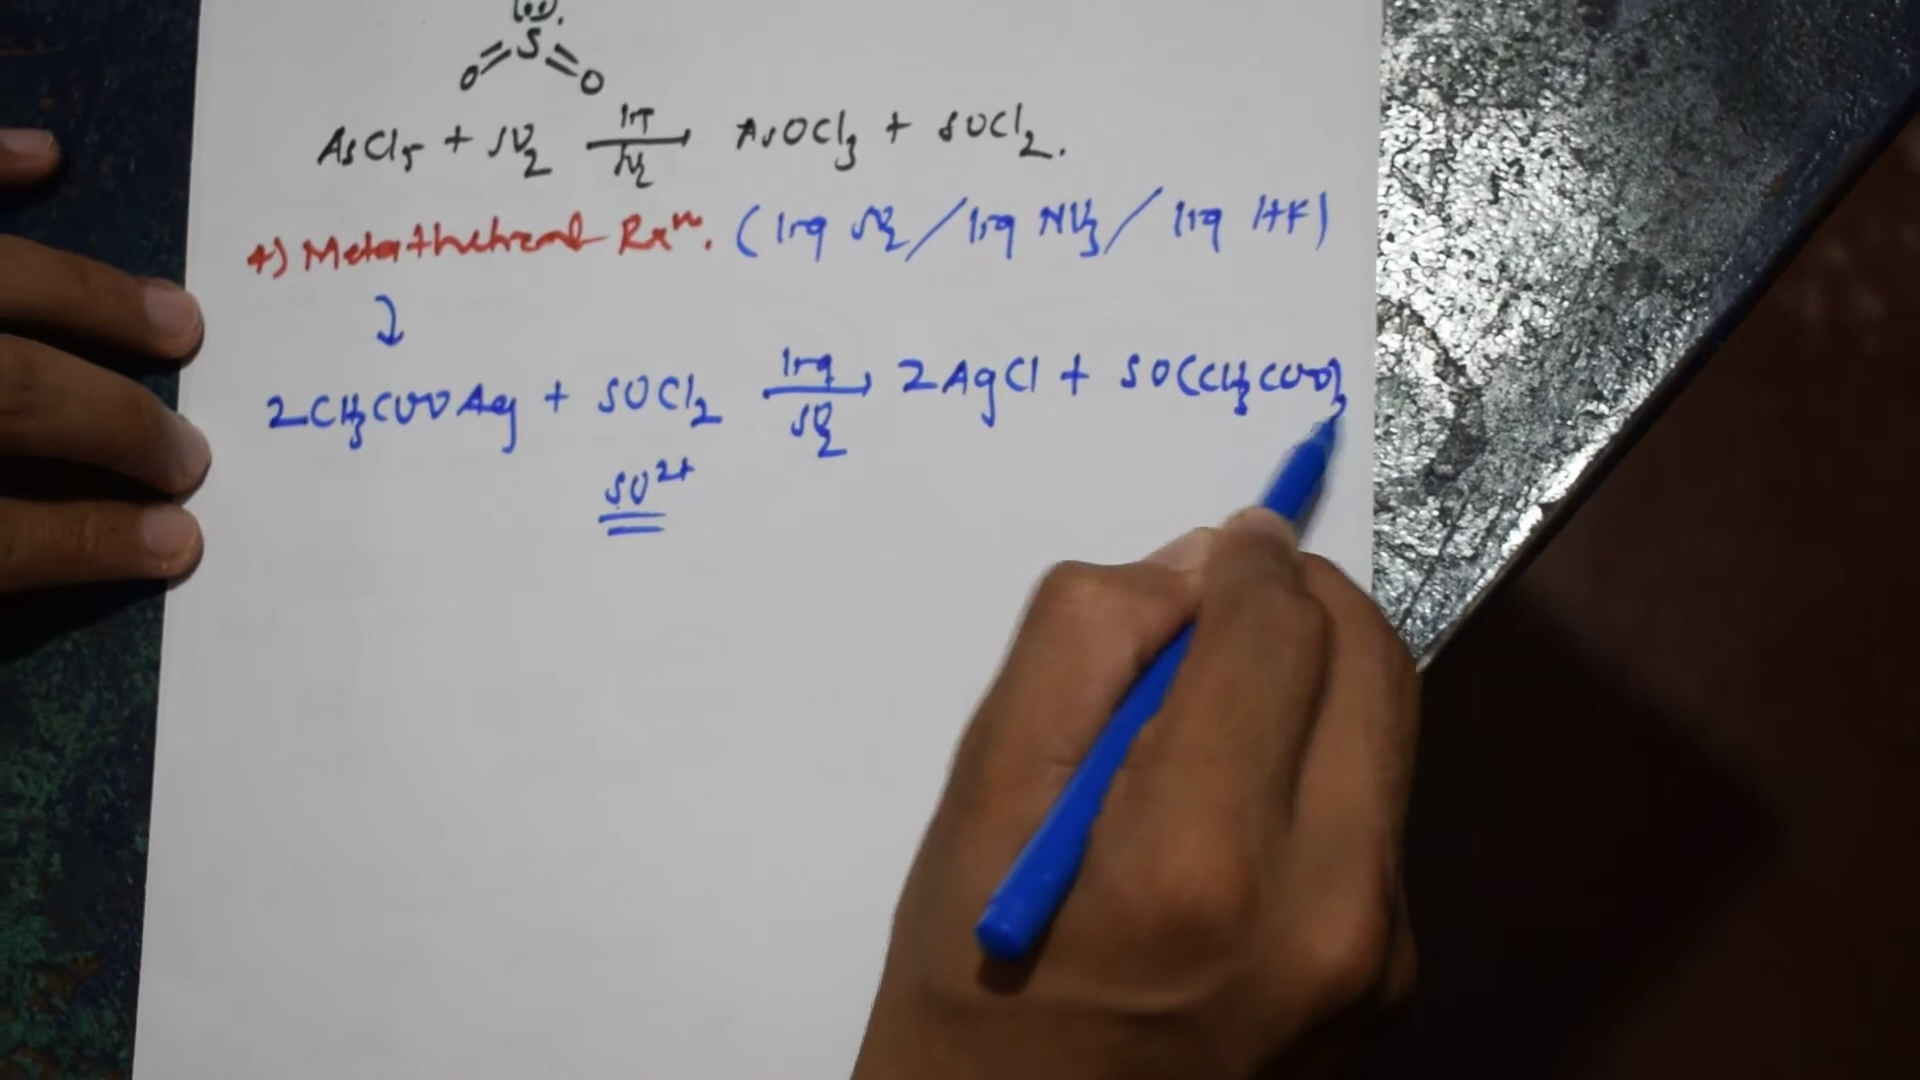 S
O O
AsCl5 + SO2 liq/SO2 → AsOCl3 + SOCl2.
4) Metathetical Rxn. (liq SO2 / liq NH3 / liq HF)
2CH3COOAg + SOCl2 liq/SO2 → 2AgCl + SO(CH3COO)2
SO2+